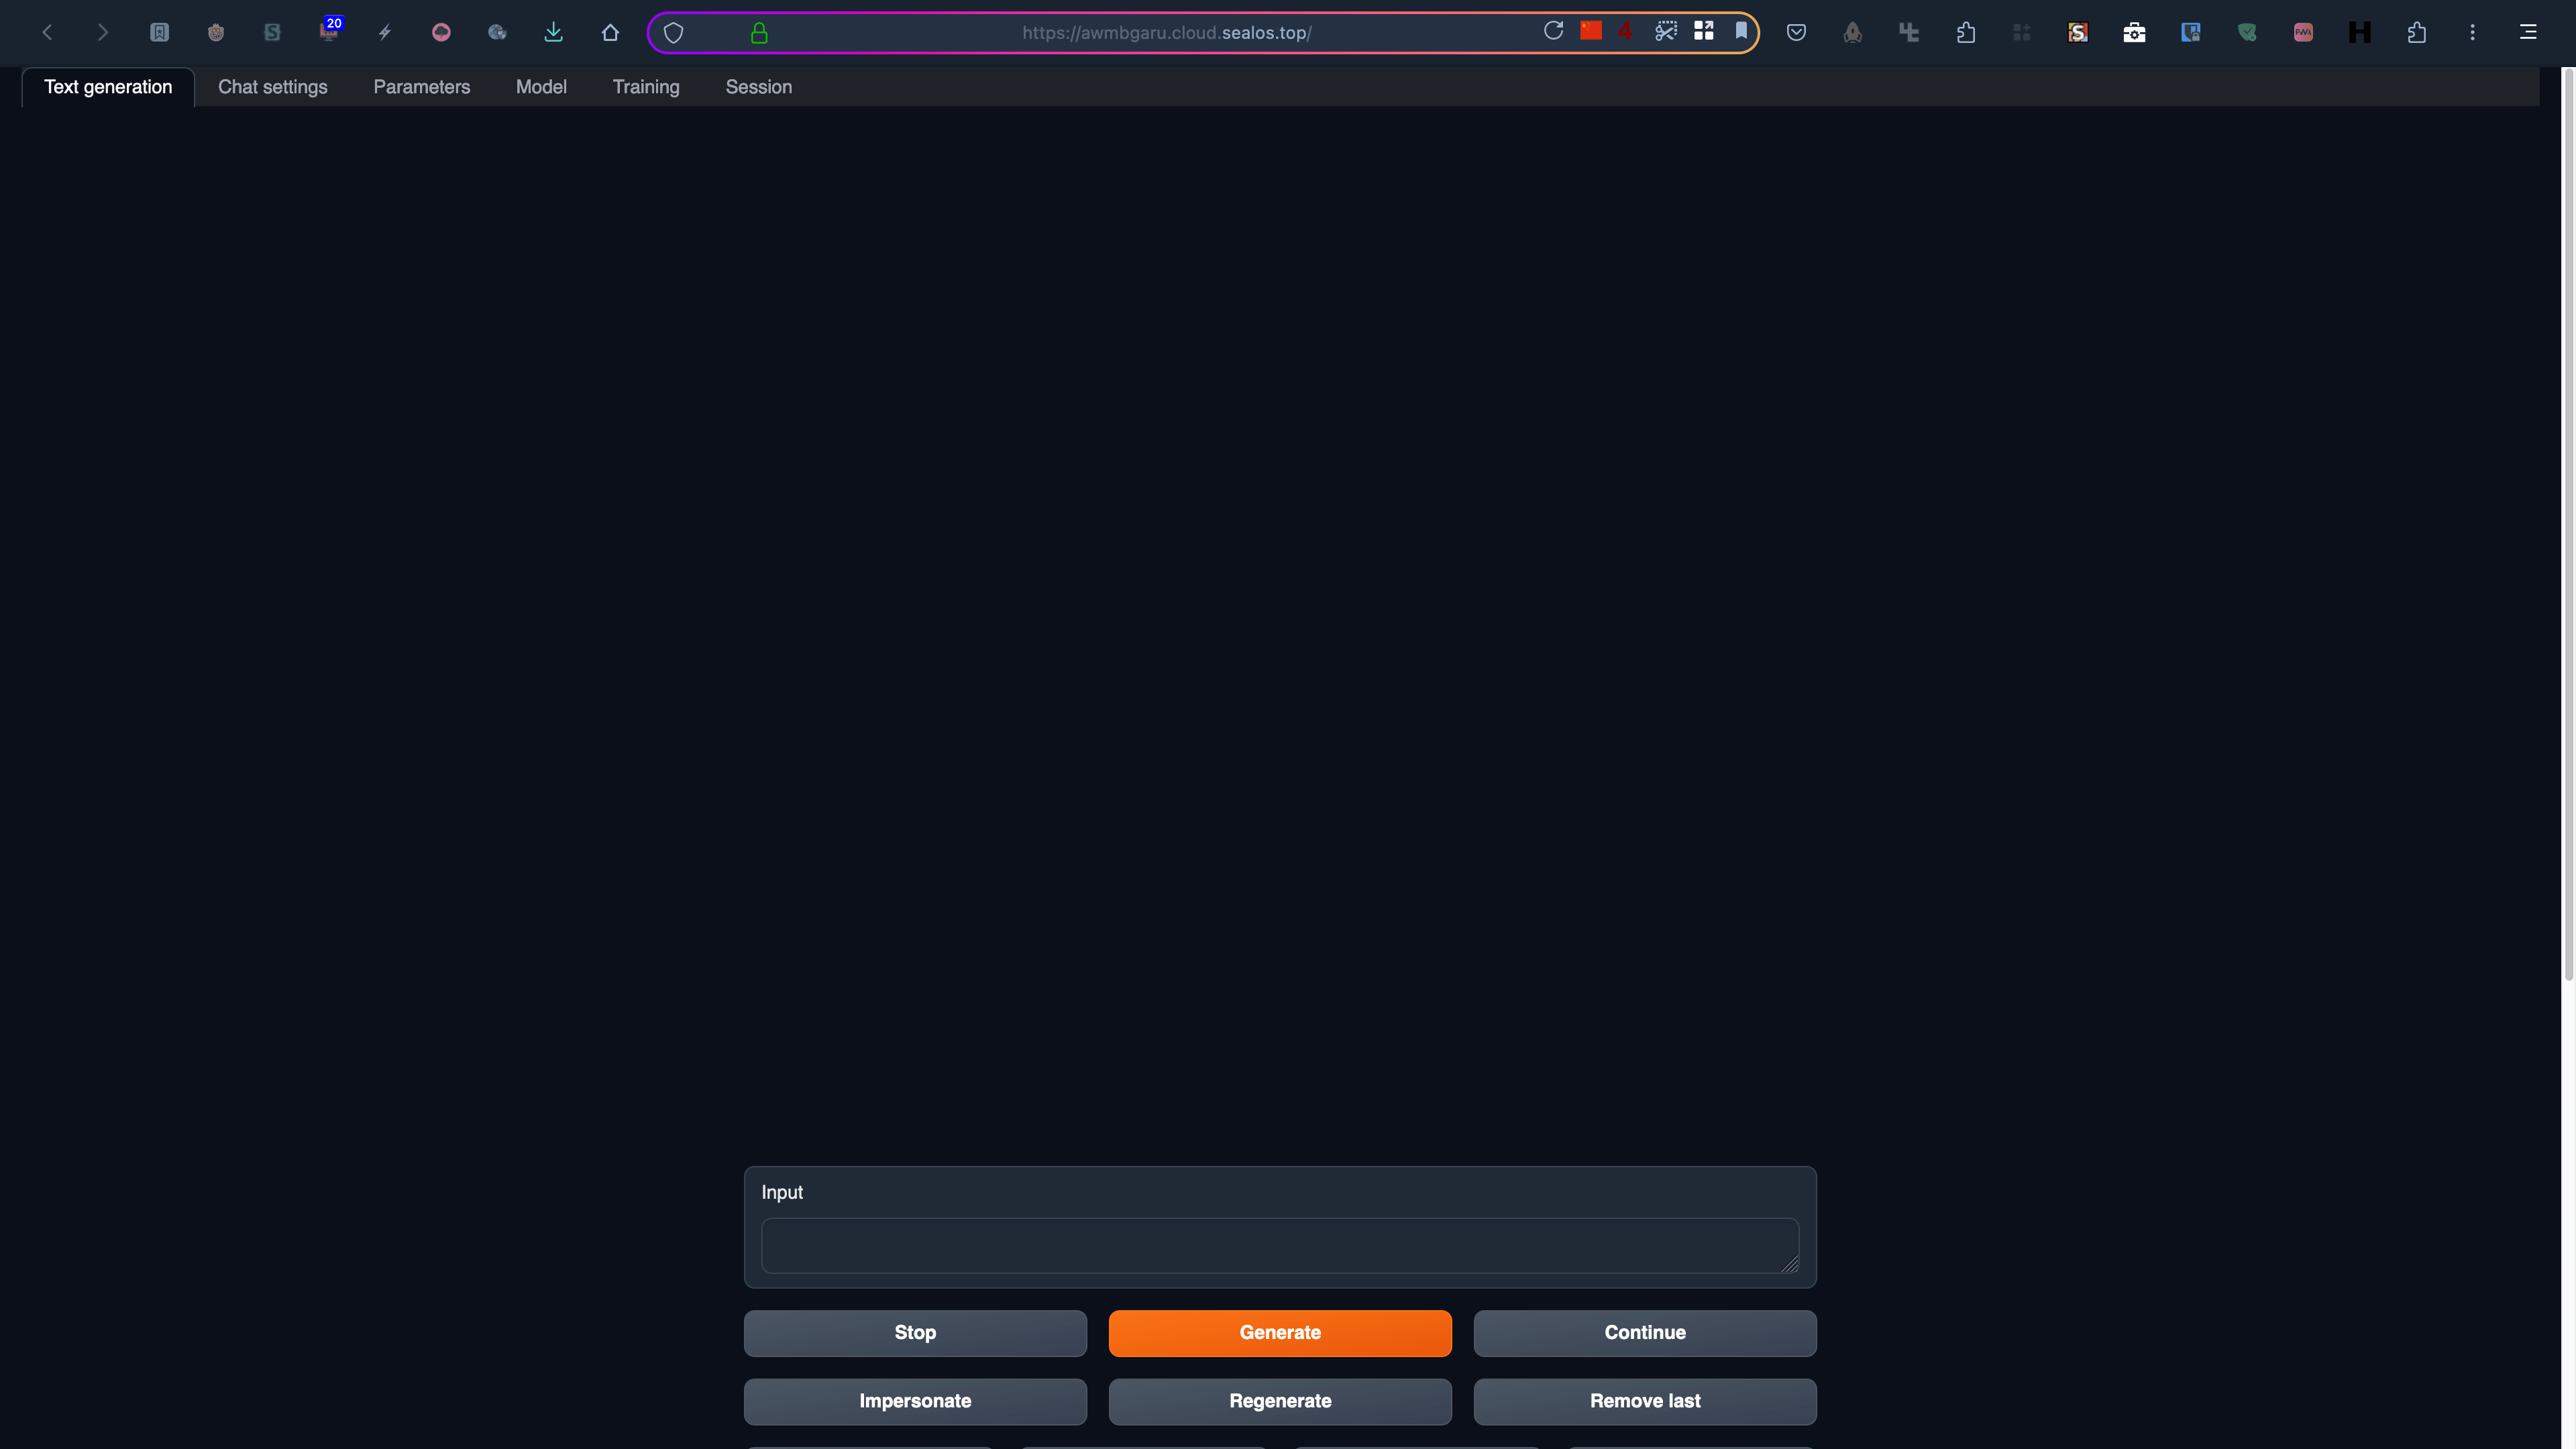 20
https://awmbgaru.cloud.sealos.top/
4
S
H
Text generation
Chat settings
Parameters
Model
Training
Session
Input
Stop
Generate
Continue
Impersonate
Regenerate
Remove last